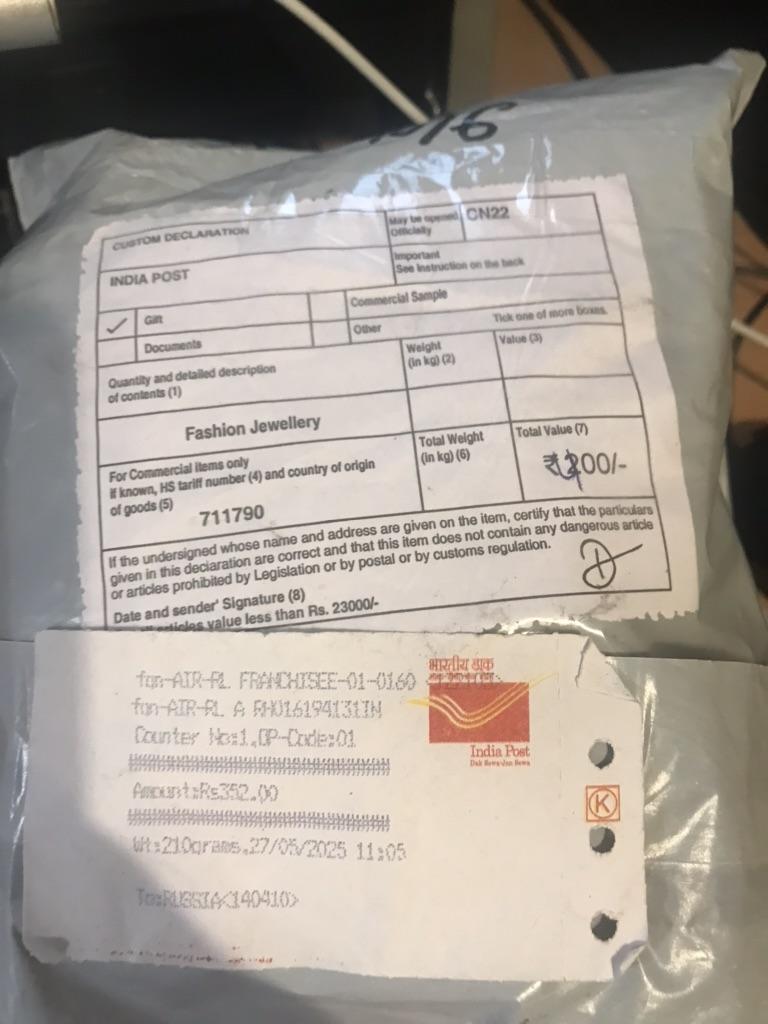 CUSTOM DECLARATION
May be opened Officially
CN22
INDIA POST
Important
See instruction on the back
✓ Gift
Commercial Sample
Documents
Other
Tick one of more boxes.
Quantity and detailed description
of contents (1)
Weight
(in kg) (2)
Value (3)
Fashion Jewellery
For Commercial items only
if known, HS tariff number (4) and country of origin
of goods (5)
711790
Total Weight
(in kg) (6)
Total Value (7)
00/-
If the undersigned whose name and address are given on the item, certify that the particulars
given in this declaration are correct and that this item does not contain any dangerous article
or articles prohibited by Legislation or by postal or by customs regulation.
Date and sender' Signature (8)
articles value less than Rs. 23000/-
fgn-AIR-RL FRANCHISEE-01-0160
fgn-AIR-RL A RH016194131IN
Counter No:1,OP-Code:01
Amount:Rs352.00
Wt:210grams,27/05/2025 11:05
To:RUSSIA<140410>
भारतीय डाक
India Post
Dak Sewa-Jan Sewa
K